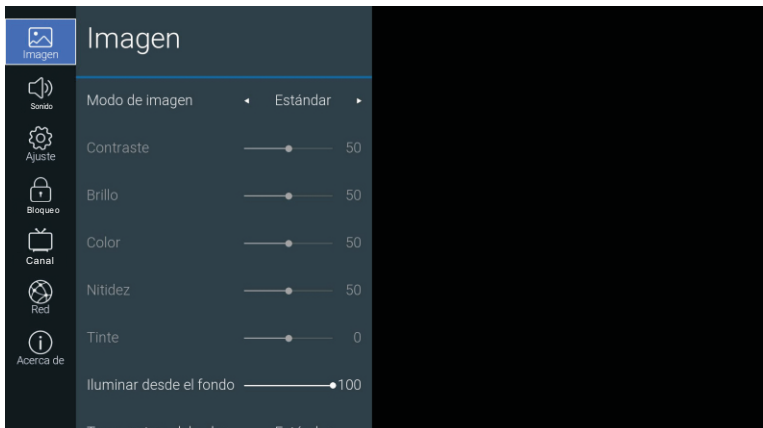 Imagen
Imagen
Sonido
Ajuste
Bloqueo
Canal
Red
Acerca de
Modo de imagen Estándar
Contraste 50
Brillo 50
Color 50
Nitidez 50
Tinte 0
Iluminar desde el fondo 100